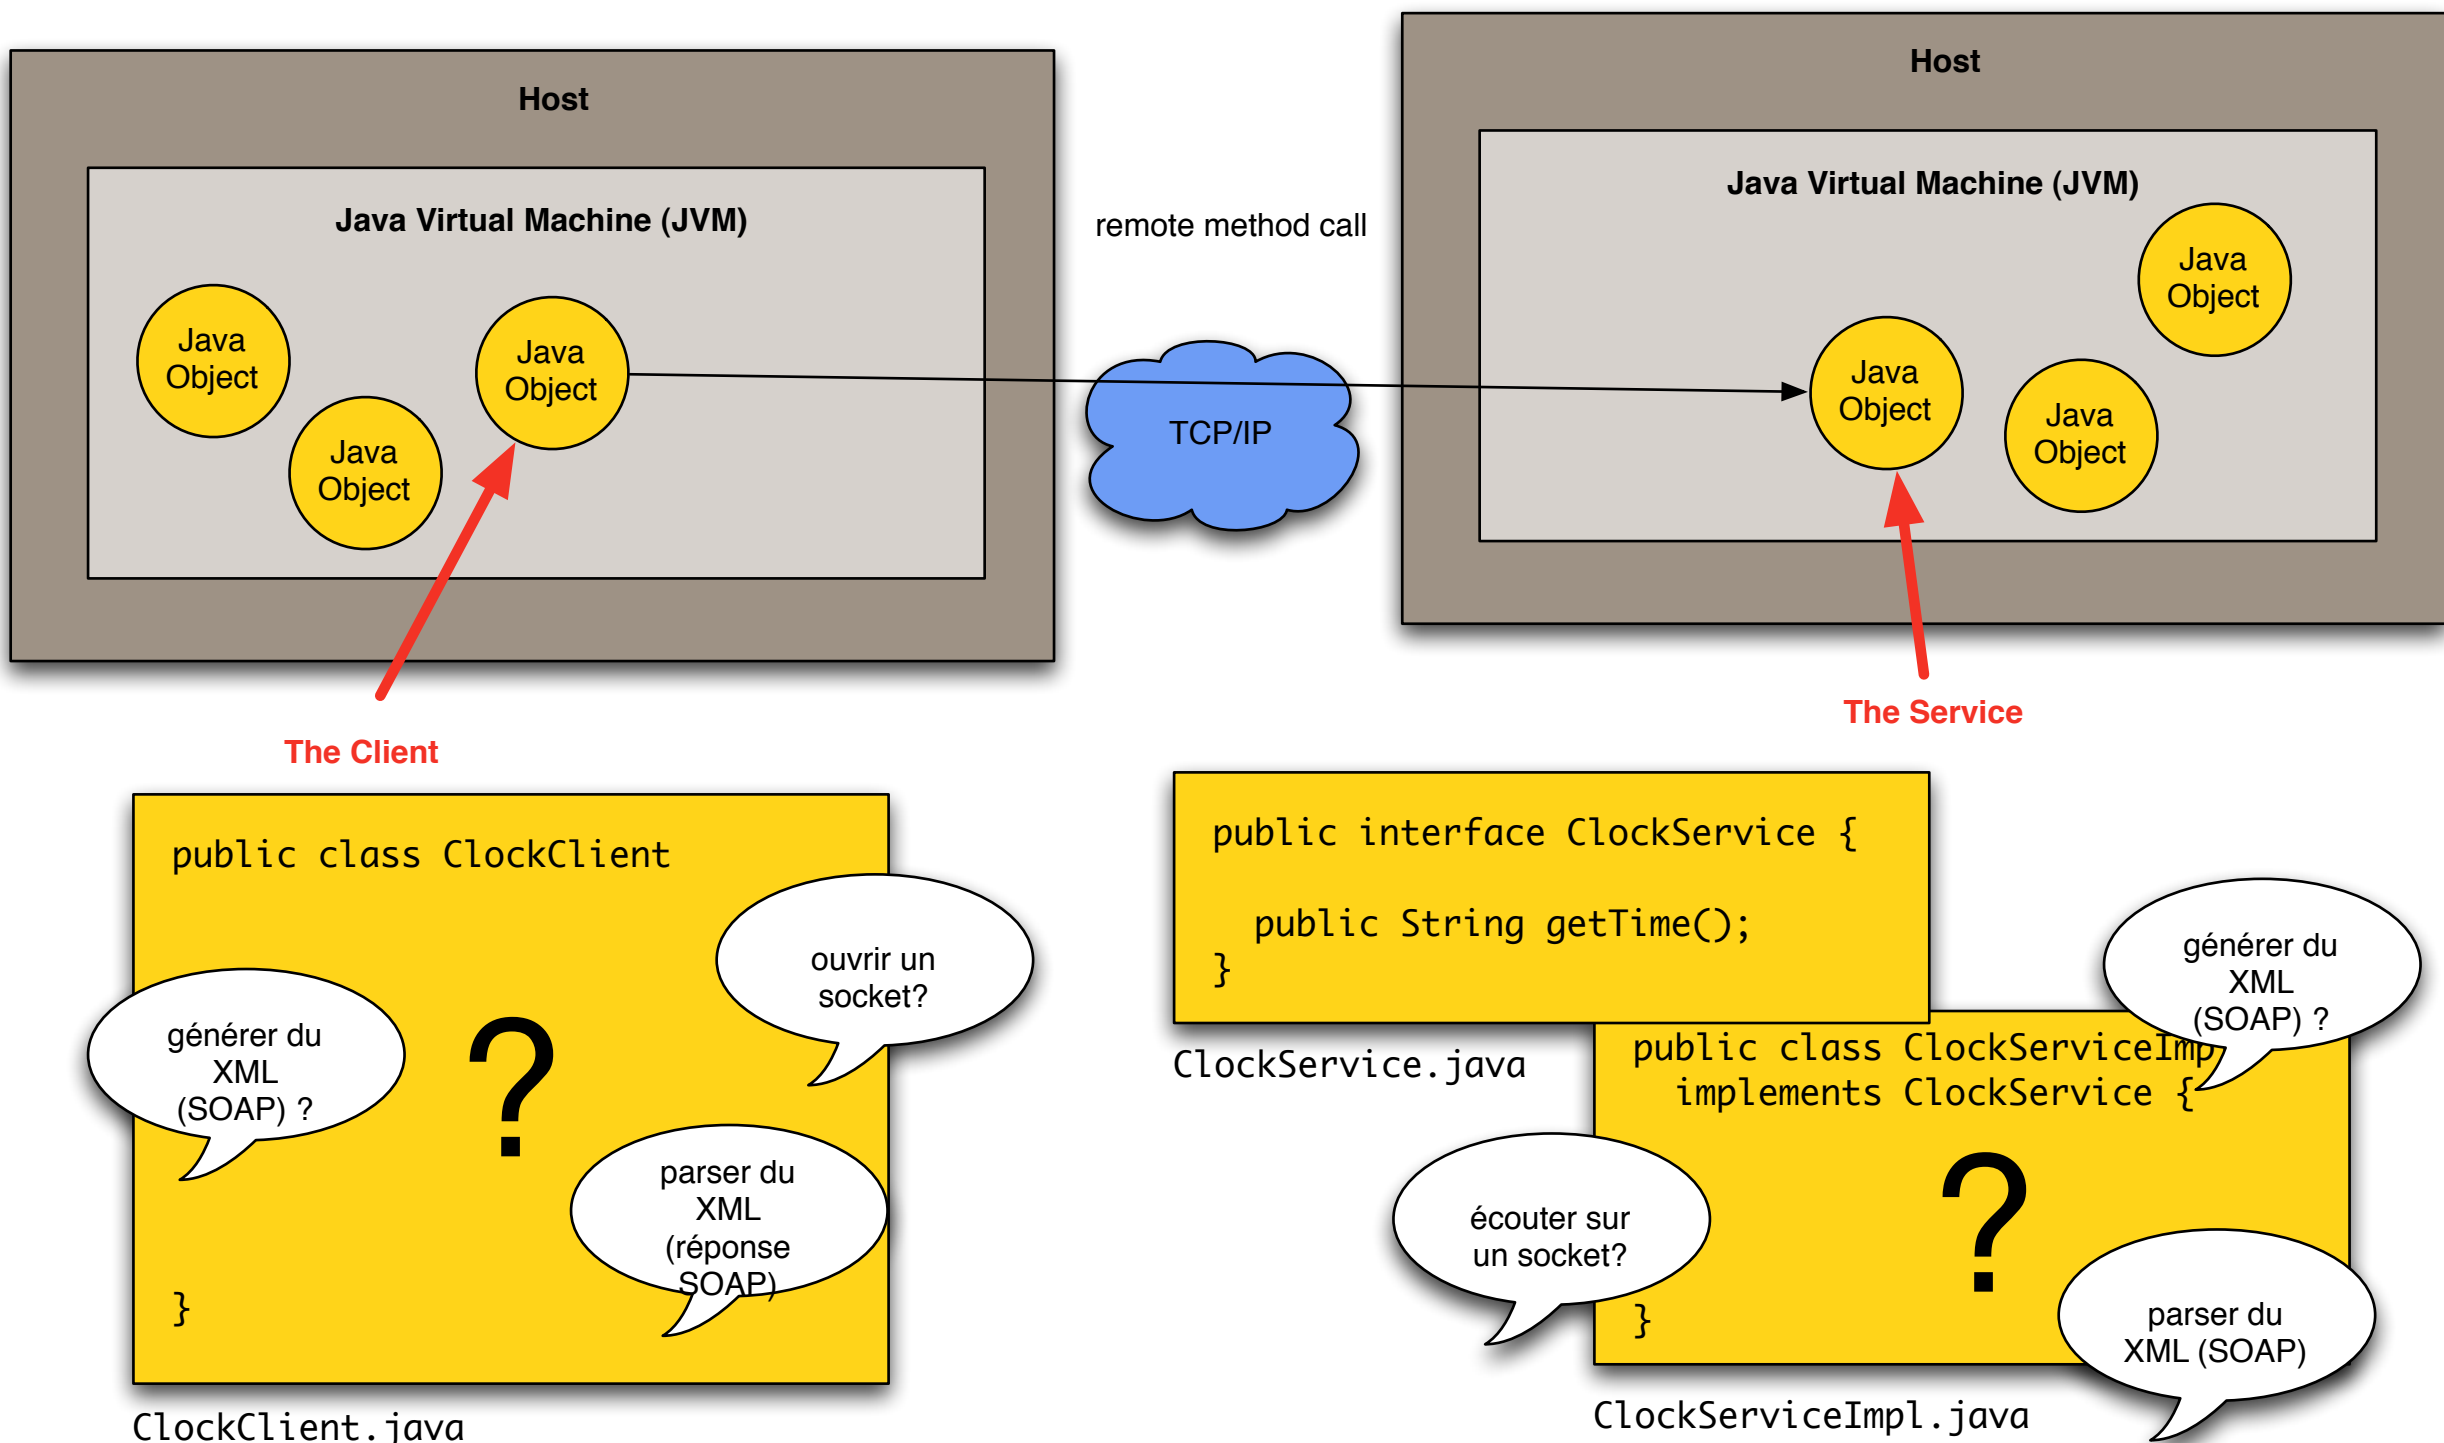 Host
Java Virtual Machine (JVM)
Java
Object
Java
Object
Java
Object
remote method call
TCP/IP
Host
Java Virtual Machine (JVM)
Java
Object
Java
Object
Java
Object
The Client
The Service
public class ClockClient
ouvrir un
socket?
générer du
XML
(SOAP) ?
?
parser du
XML
(réponse
SOAP)
}
ClockClient.java
public interface ClockService {
public String getTime();
}
ClockService.java
générer du
XML
(SOAP) ?
public class ClockServiceImp
implements ClockService {
écouter sur
un socket?
?
}
parser du
XML (SOAP)
ClockServiceImpl.java